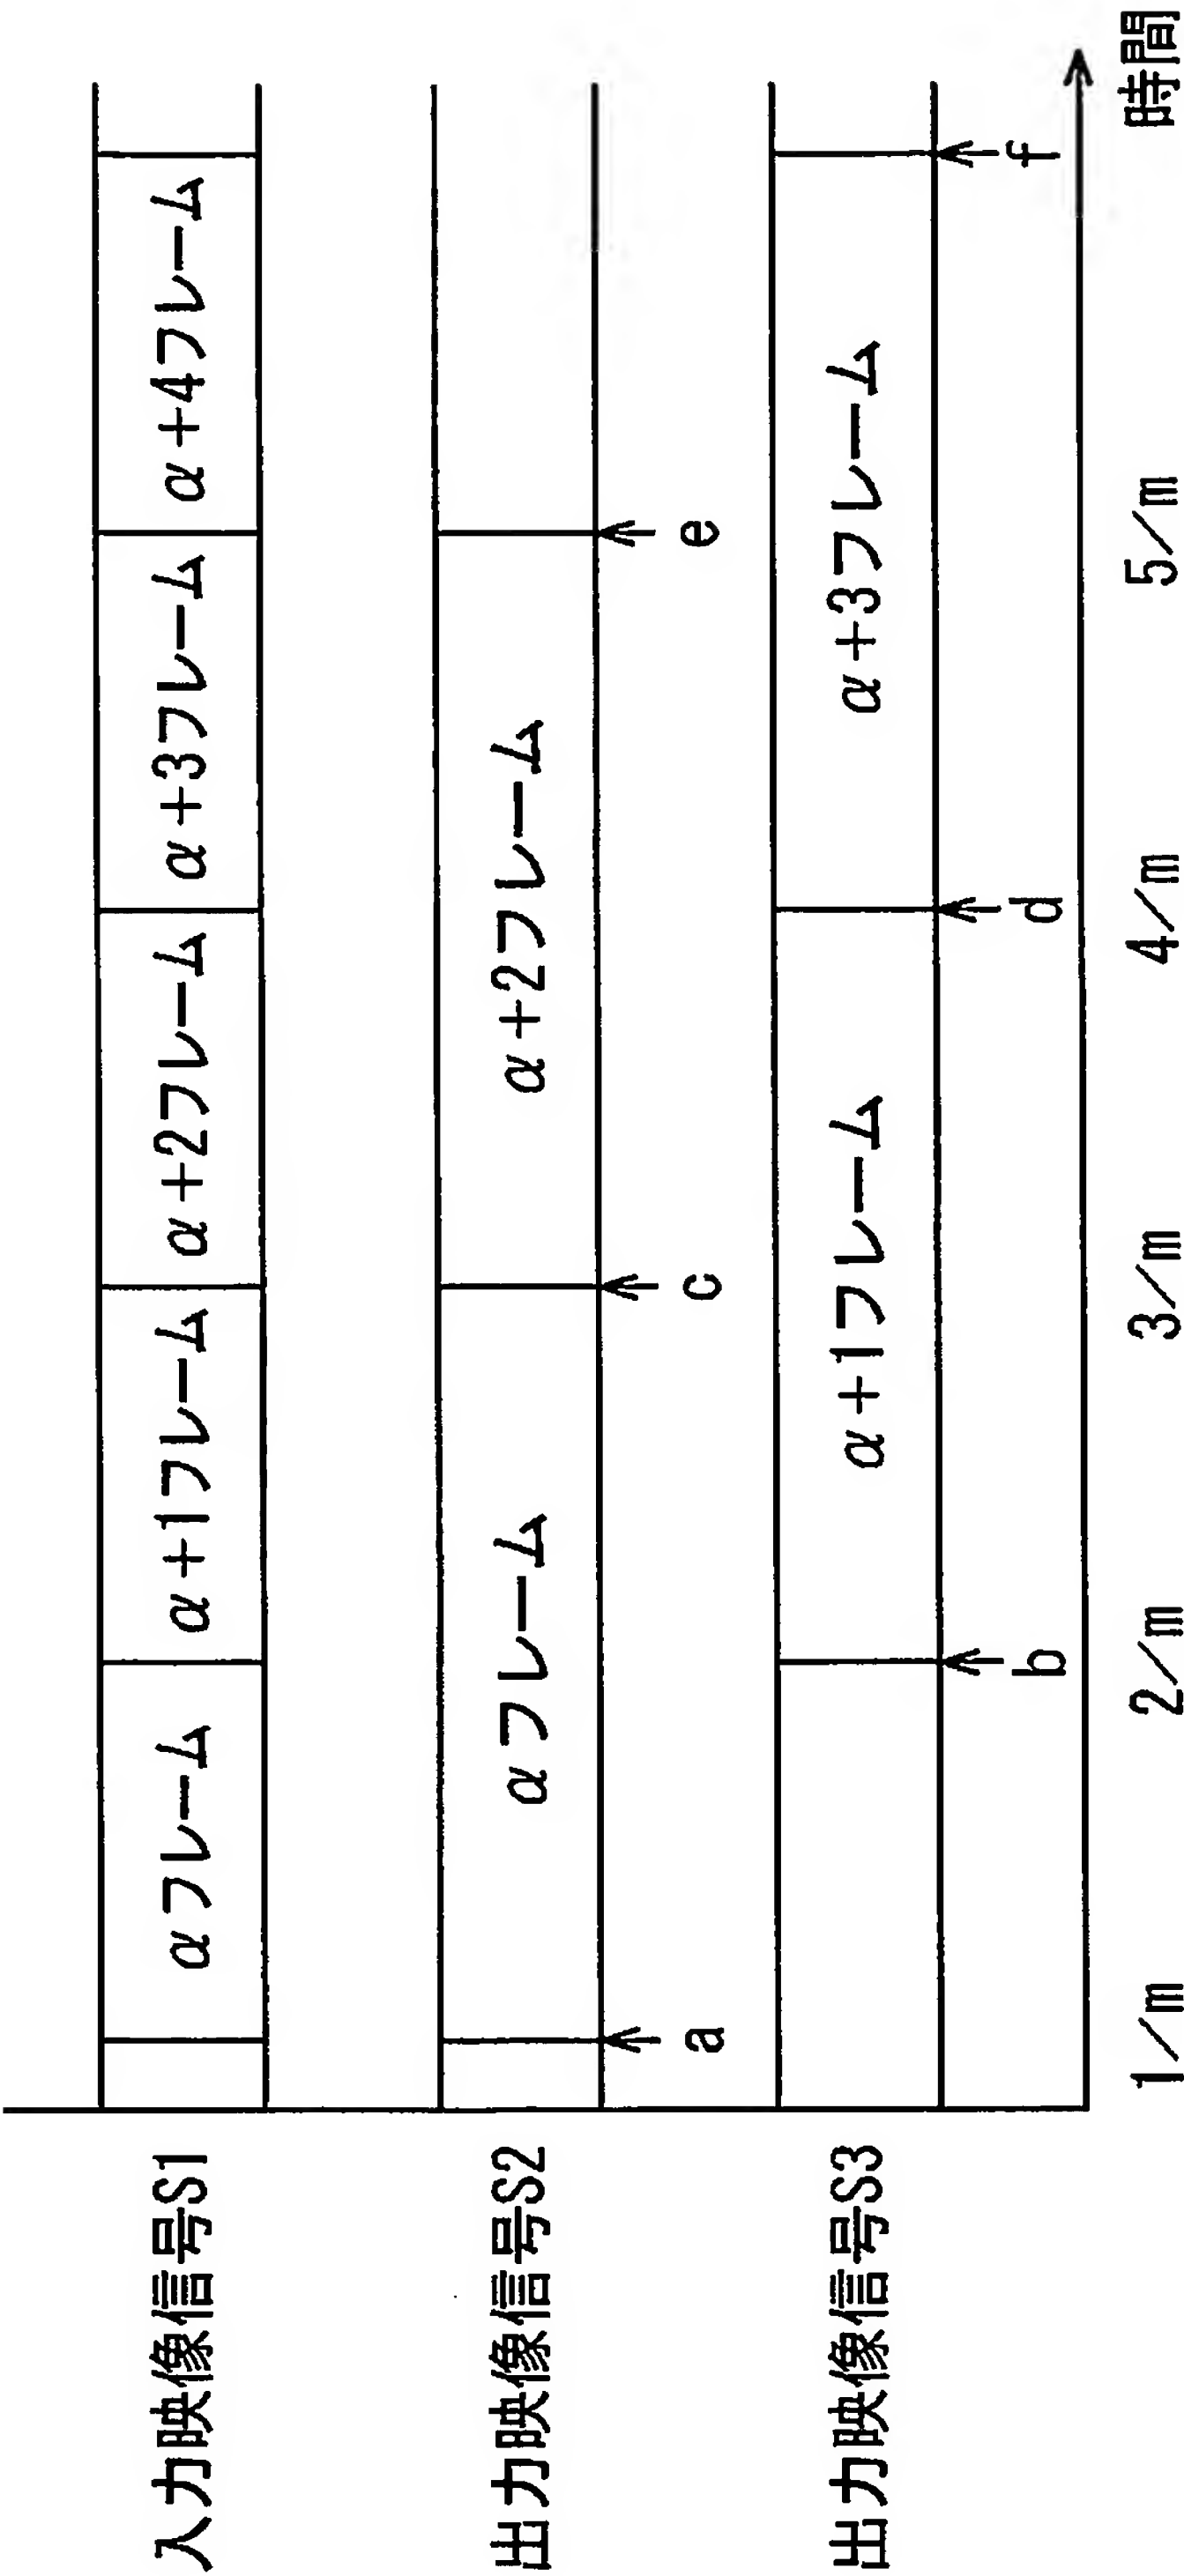 入力映像信号S1
αフレーム
α+1フレーム
α+2フレーム
α+3フレーム
α+4フレーム
出力映像信号S2
αフレーム
α+2フレーム
a
c
e
出力映像信号S3
α+1フレーム
α+3フレーム
b
d
f
1/m
2/m
3/m
4/m
5/m
時間